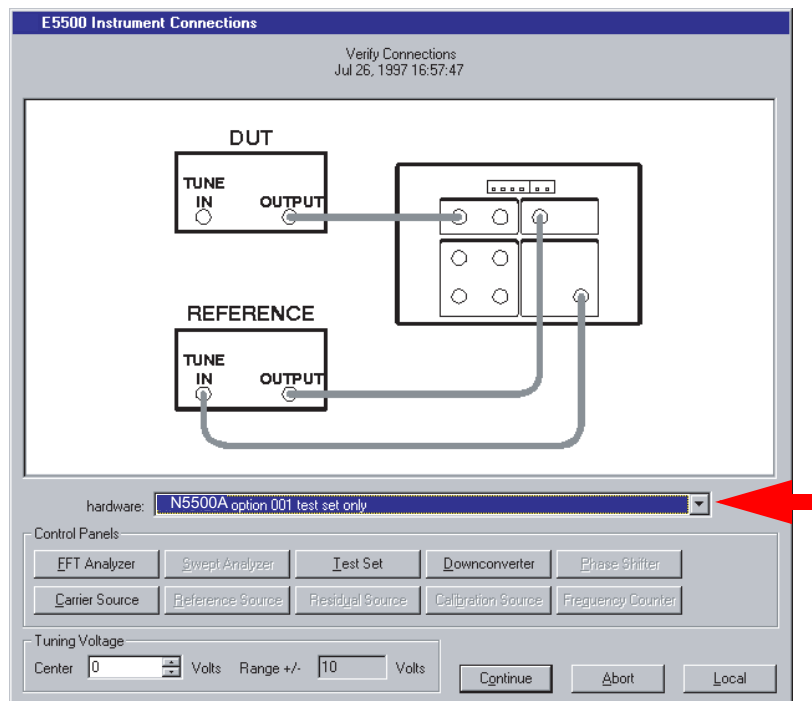 E5500 Instrument Connections
Verify Connections
Jul 26, 1997 16:57:47
DUT
TUNE
IN OUTPUT
REFERENCE
TUNE
IN OUTPUT
hardware: N5500A option 001 test set only
Control Panels
FFT Analyzer Swept Analyzer Test Set Downconverter Phase Shifter
Carrier Source Reference Source Residual Source Calibration Source Frequency Counter
Tuning Voltage
Center 0 Volts Range +/- 10 Volts
Continue Abort Local